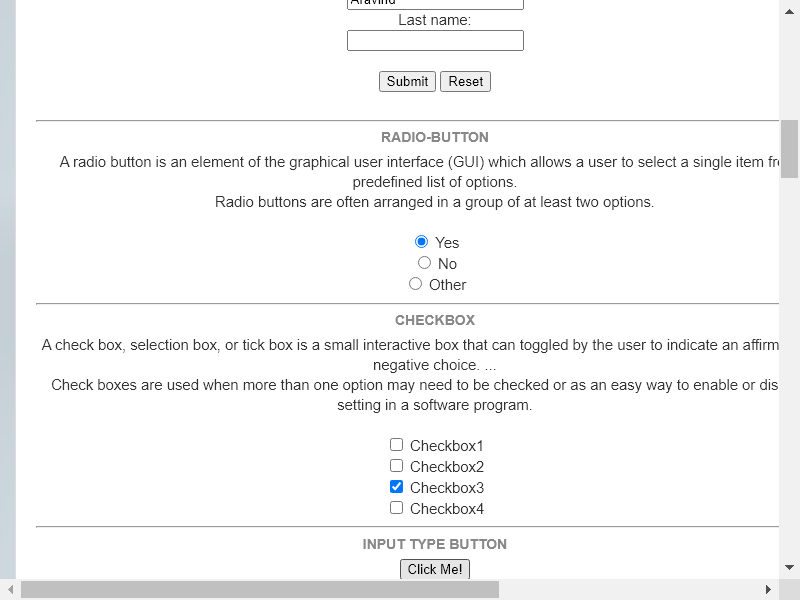 Aravind
Last name:
Submit Reset
RADIO-BUTTON
A radio button is an element of the graphical user interface (GUI) which allows a user to select a single item
predefined list of options.
Radio buttons are often arranged in a group of at least two options.
Yes
No
Other
CHECKBOX
A check box, selection box, or tick box is a small interactive box that can toggled by the user to indicate an affirm
negative choice. ...
Check boxes are used when more than one option may need to be checked or as an easy way to enable or dis
setting in a software program.
Checkbox1
Checkbox2
Checkbox3
Checkbox4
INPUT TYPE BUTTON
Click Me!